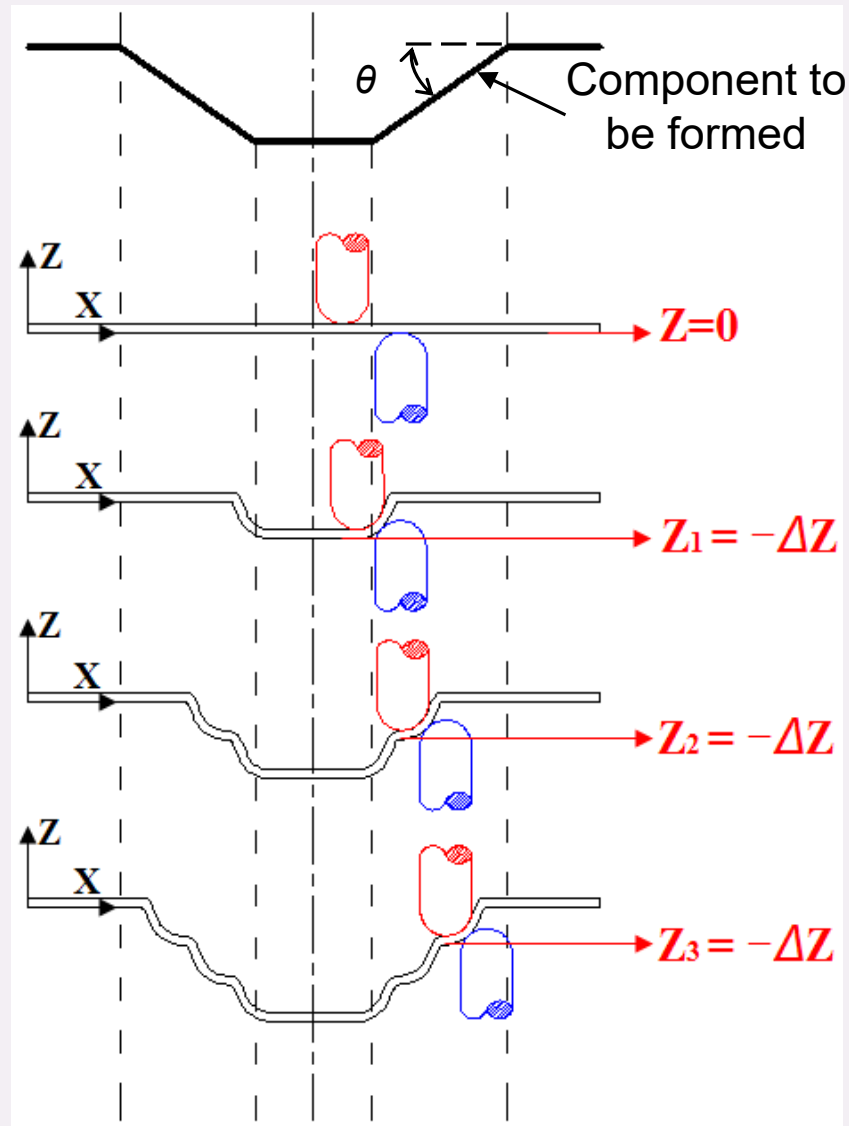 θ
Component to
be formed
Z
X
Z=0
Z
X
Z₁ = −ΔZ
Z
X
Z₂ = −ΔZ
Z
X
Z₃ = −ΔZ